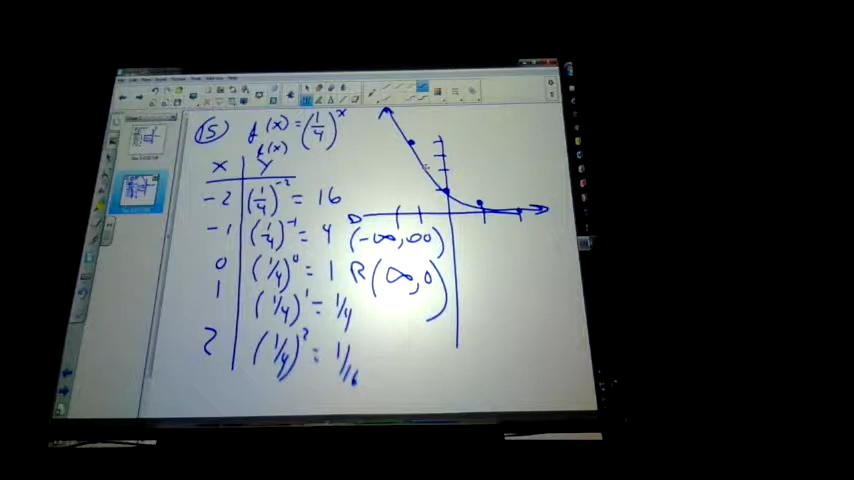 15 f(x) = (1/4)^x
f(x)
x y
-2 (1/4)^-2 = 16
-1 (1/4)^-1 = 4
0 (1/4)^0 = 1
1 (1/4)^1 = 1/4
2 (1/4)^2 = 1/16
D
(-∞,∞)
R (∞,0)